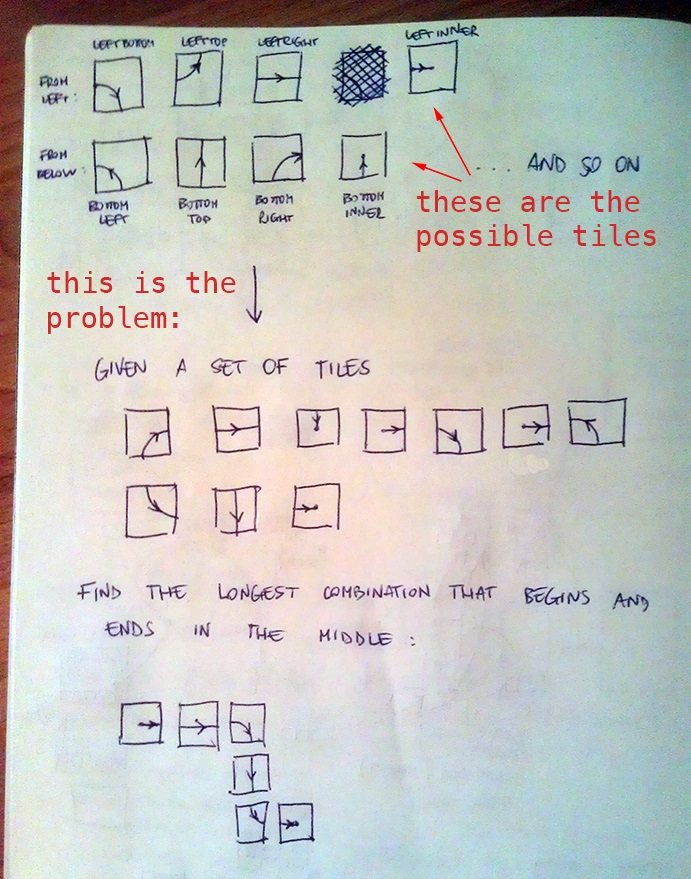 LEFT BOTTOM LEFT TOP LEFT RIGHT LEFT INNER
FROM
LEFT :
FROM
BELOW :
.... AND SO ON
BOTTOM
LEFT
BOTTOM
TOP
BOTTOM
RIGHT
BOTTOM
INNER
these are the
possible tiles
this is the
problem:
GIVEN A SET OF TILES
FIND THE LONGEST COMBINATION THAT BEGINS AND
ENDS IN THE MIDDLE :